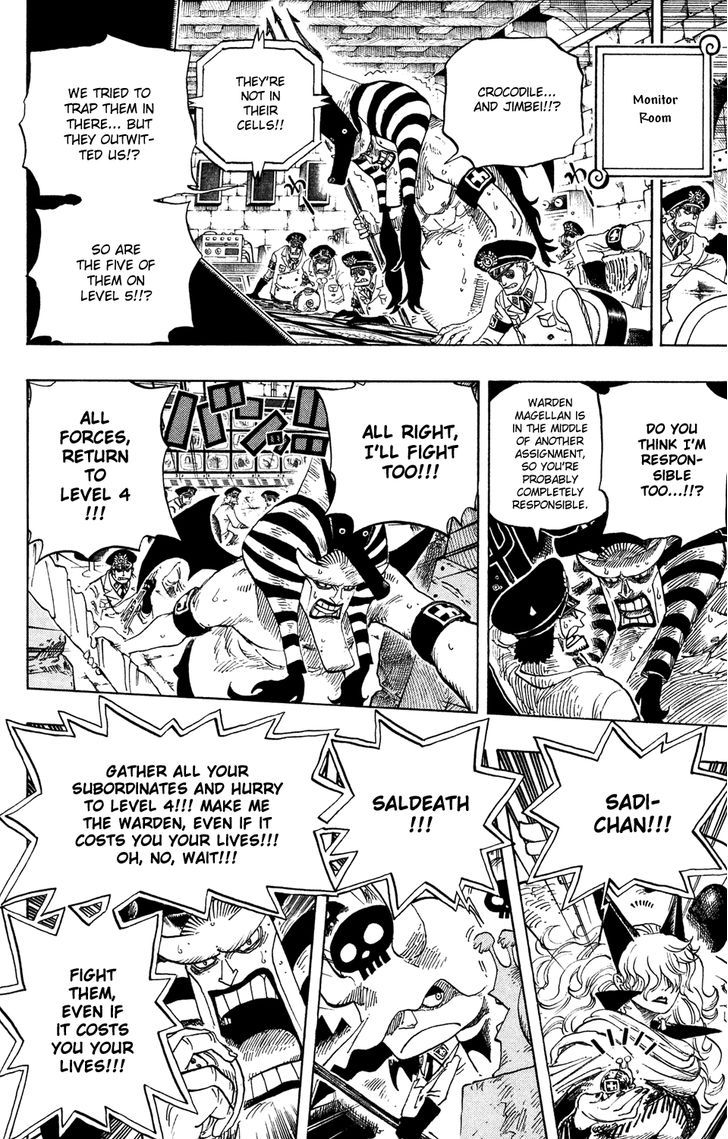 Monitor
Room
CROCODILE...
AND JIMBEI!!?
THEY'RE
NOT IN
THEIR
CELLS!!
WE TRIED TO
TRAP THEM IN
THERE... BUT
THEY OUTWIT-
TED US!?
SO ARE
THE FIVE OF
THEM ON
LEVEL 5!!?
DO YOU
THINK I'M
RESPON-
SIBLE
TOO...!!?
WARDEN
MAGELLAN IS
IN THE MIDDLE
OF ANOTHER
ASSIGNMENT,
SO YOU'RE
PROBABLY
COMPLETELY
RESPONSIBLE.
ALL RIGHT,
I'LL FIGHT
TOO!!!
ALL
FORCES,
RETURN
TO
LEVEL 4
!!!
SADI-
CHAN!!!
SALDEATH
!!!
GATHER ALL YOUR
SUBORDINATES AND HURRY
TO LEVEL 4!!! MAKE ME
THE WARDEN, EVEN IF IT
COSTS YOU YOUR LIVES!!!
OH, NO, WAIT!!!
FIGHT
THEM,
EVEN IF
IT COSTS
YOU YOUR
LIVES!!!